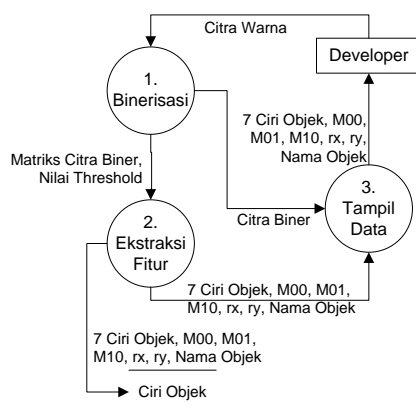 Citra Warna
Developer
1.
Binerisasi
7 Ciri Objek, M00,
M01, M10, rx, ry,
Nama Objek
Matriks Citra Biner,
Nilai Threshold
3.
Tampil
Data
Citra Biner
2.
Ekstraksi
Fitur
7 Ciri Objek, M00, M01,
M10, rx, ry, Nama Objek
7 Ciri Objek, M00, M01,
M10, rx, ry, Nama Objek
Ciri Objek